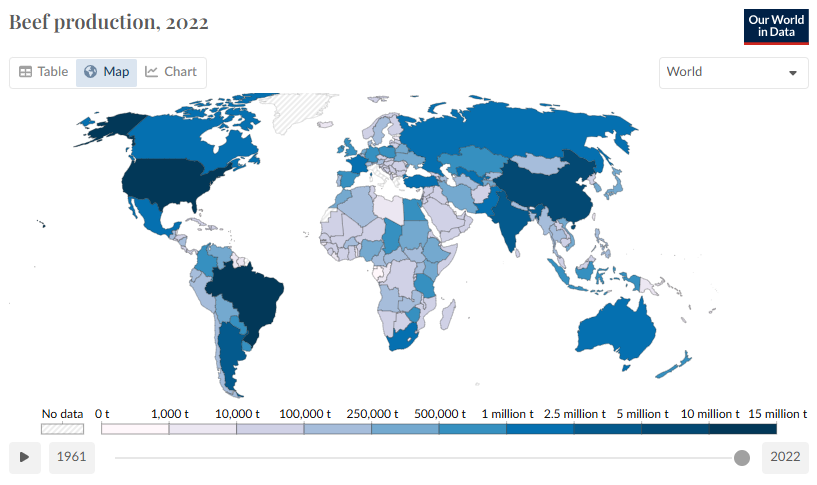 Beef production, 2022
Our World
in Data
Table
Map
Chart
World
No data
0 t
1,000 t
10,000 t
100,000 t
250,000 t
500,000 t
1 million t
2.5 million t
5 million t
10 million t
15 million t
1961
2022